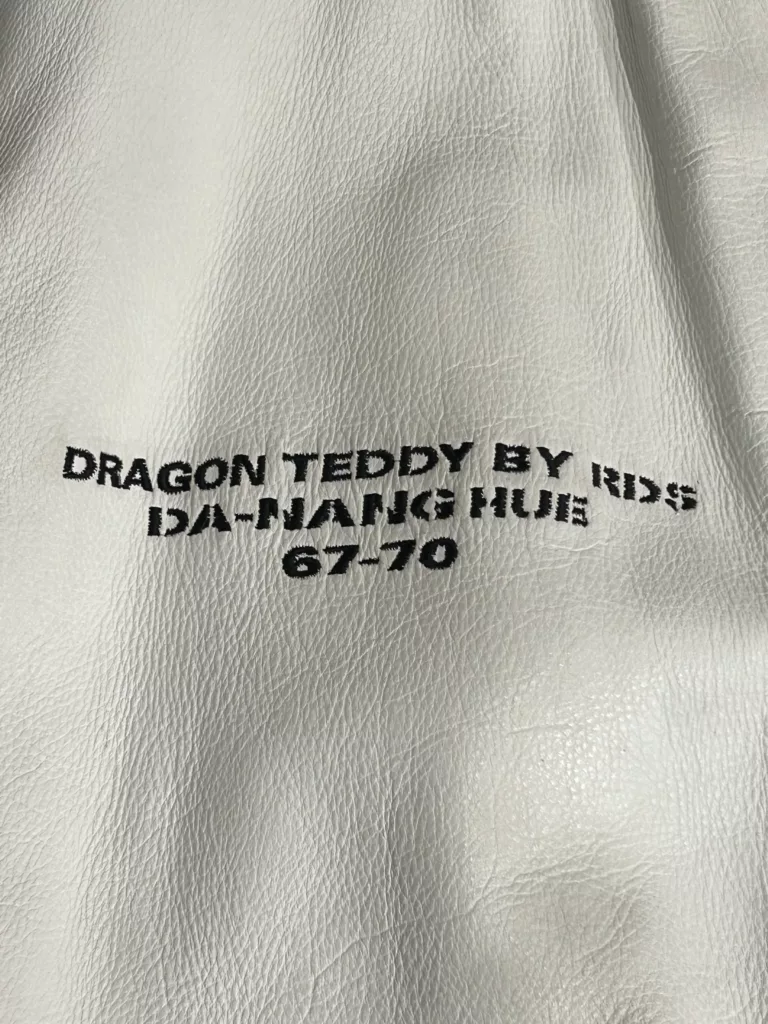 DRAGON TEDDY BY RDS
DA-NANG HUE
67-70